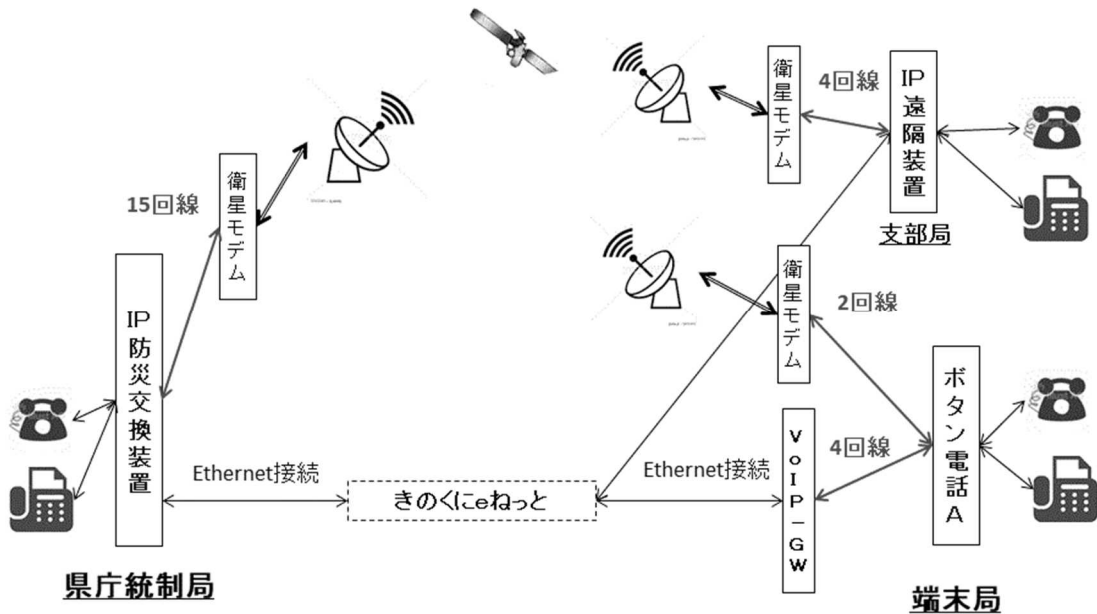 衛星モデム
4回線
IP遠隔装置
支部局
15回線
衛星モデム
IP防災交換装置
衛星モデム
2回線
ボタン電話A
VoIP-GW
4回線
Ethernet接続
きのくにeねっと
Ethernet接続
県庁統制局
端末局